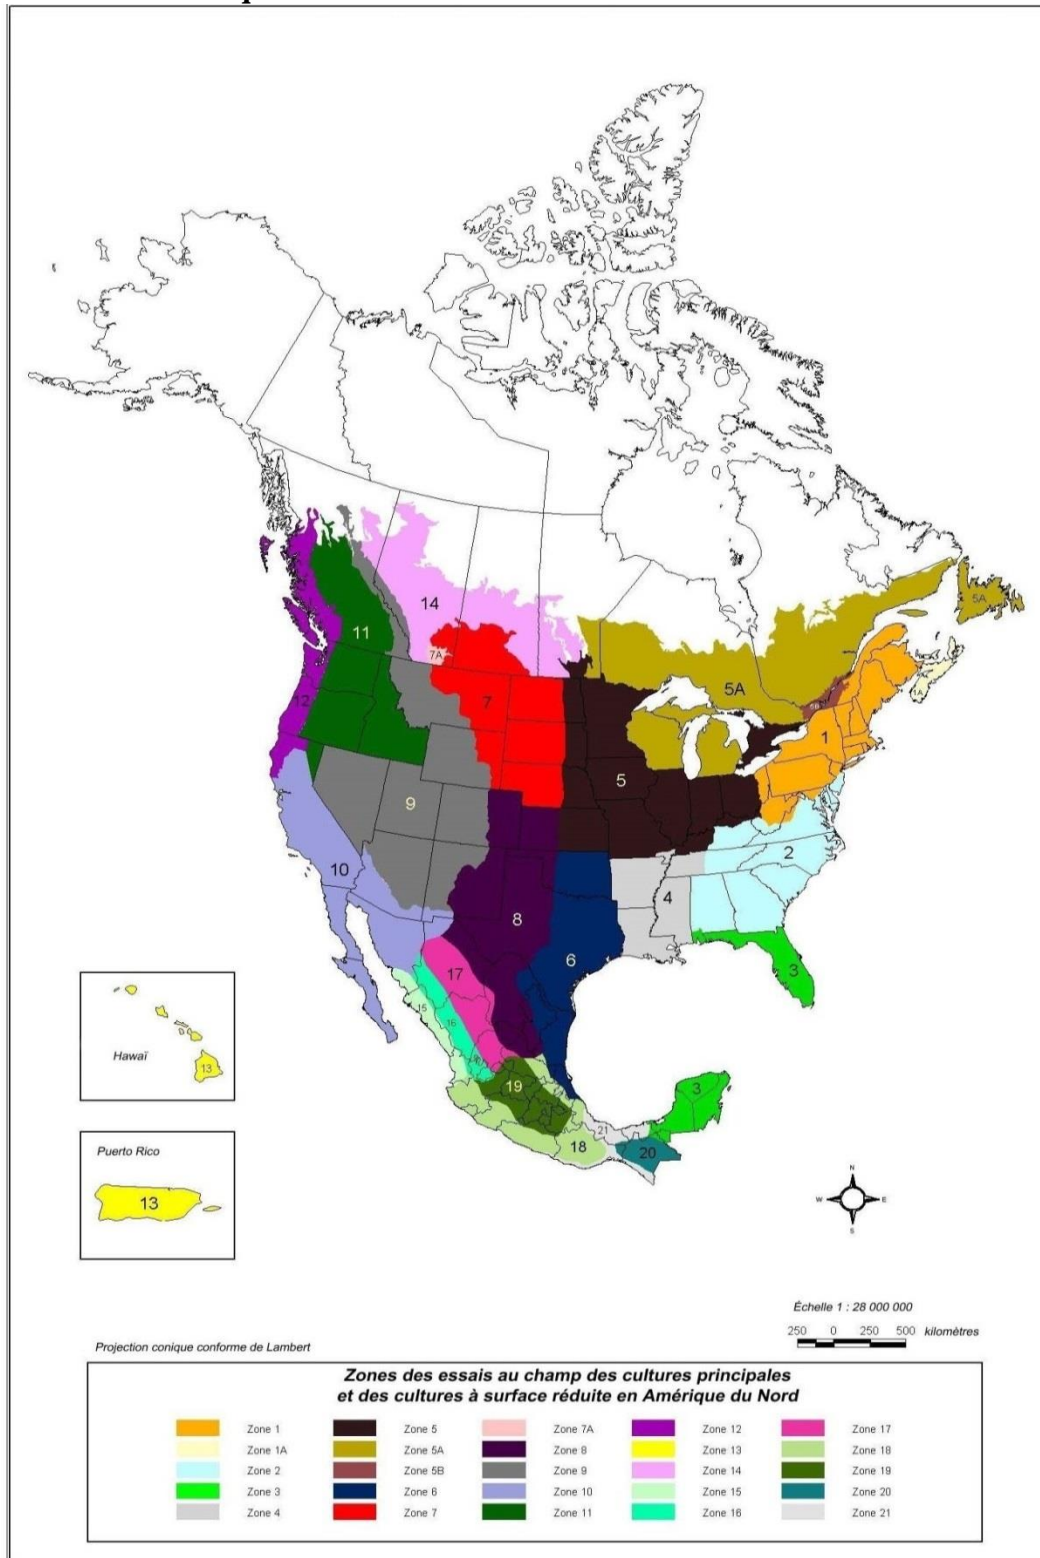 14
11
7A
5A
5A
5B
1A
12
7
1
5
9
2
10
4
8
6
3
17
15
16
Hawaï
13
19
3
21
18
20
Puerto Rico
13
N
W
E
S
Échelle 1 : 28 000 000
250 0 250 500 kilomètres
Projection conique conforme de Lambert
Zones des essais au champ des cultures principales
et des cultures à surface réduite en Amérique du Nord
Zone 1
Zone 1A
Zone 2
Zone 3
Zone 4
Zone 5
Zone 5A
Zone 5B
Zone 6
Zone 7
Zone 7A
Zone 8
Zone 9
Zone 10
Zone 11
Zone 12
Zone 13
Zone 14
Zone 15
Zone 16
Zone 17
Zone 18
Zone 19
Zone 20
Zone 21